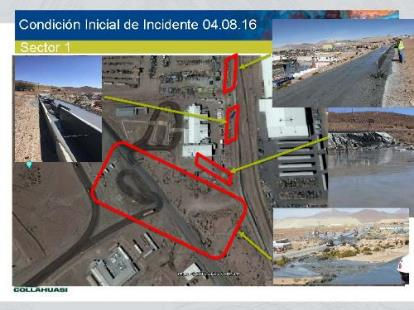 Condición Inicial de Incidente 04.08.16
Sector 1
COLLAHUASI